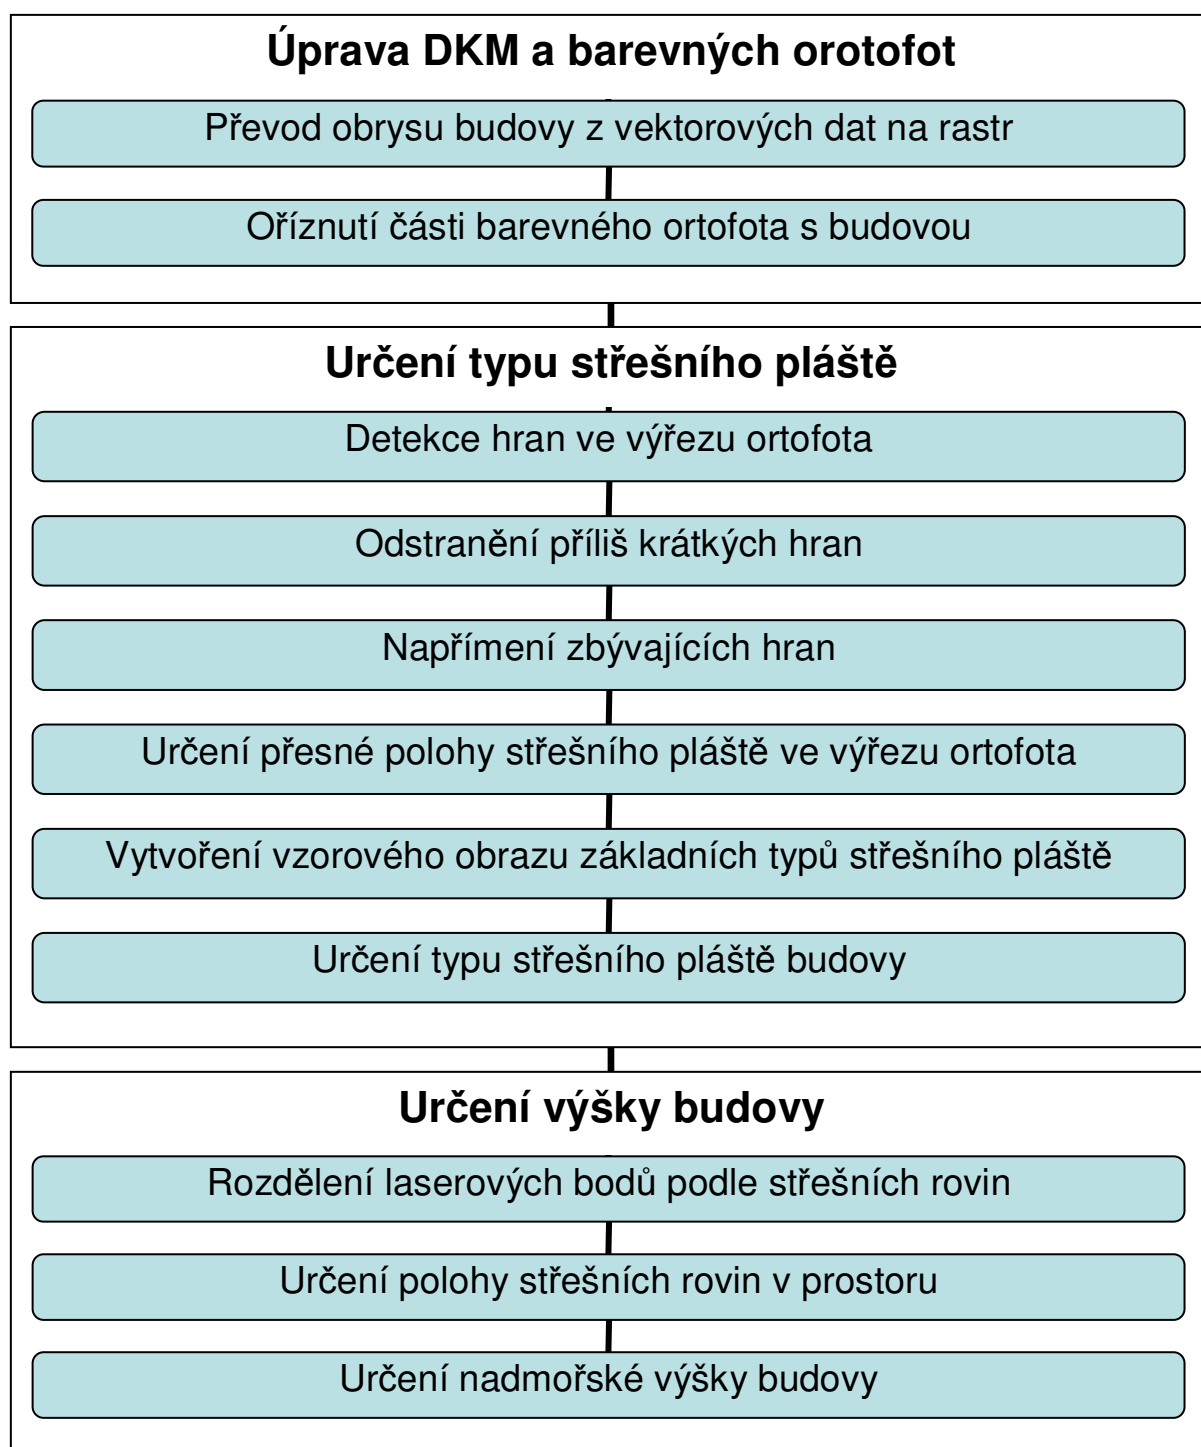 Úprava DKM a barevných orotofot
Převod obrysu budovy z vektorových dat na rastr
Oříznutí části barevného ortofota s budovou
Určení typu střešního pláště
Detekce hran ve výřezu ortofota
Odstranění příliš krátkých hran
Napřímení zbývajících hran
Určení přesné polohy střešního pláště ve výřezu ortofota
Vytvoření vzorového obrazu základních typů střešního pláště
Určení typu střešního pláště budovy
Určení výšky budovy
Rozdělení laserových bodů podle střešních rovin
Určení polohy střešních rovin v prostoru
Určení nadmořské výšky budovy